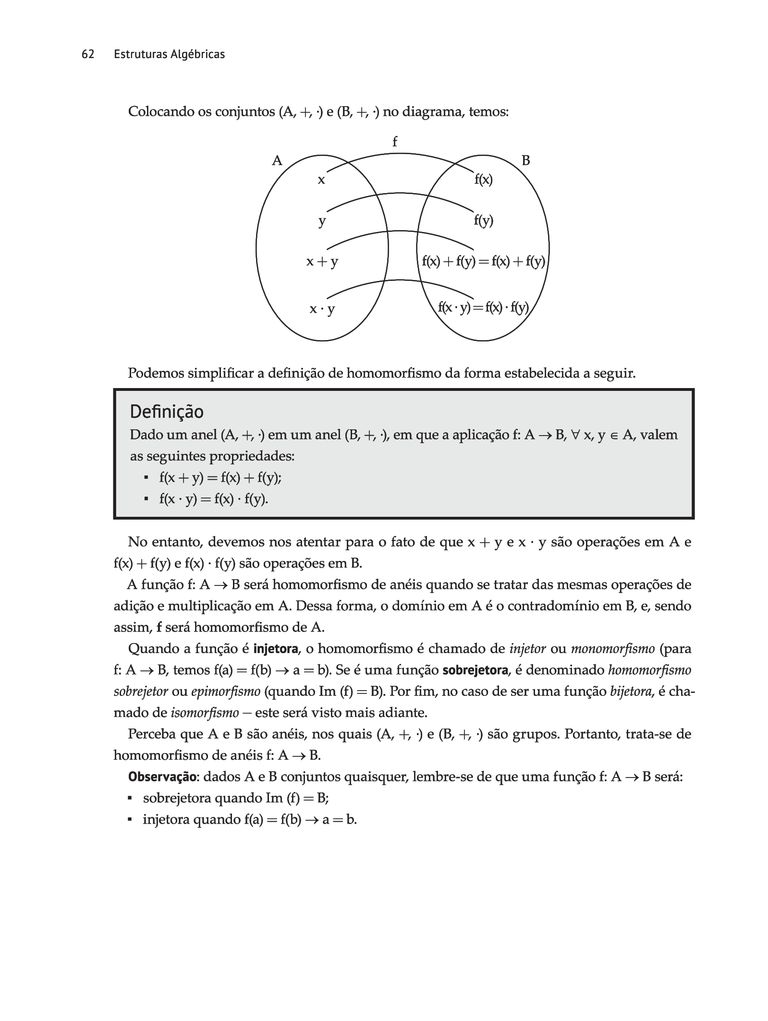 62 Estruturas Algébricas
Colocando os conjuntos (A, +, ·) e (B, +, ·) no diagrama, temos:
f
A B
x f(x)
y f(y)
x + y f(x) + f(y) = f(x) + f(y)
x · y f(x · y) = f(x) · f(y)
Podemos simplificar a definição de homomorfismo da forma estabelecida a seguir.
Definição
Dado um anel (A, +, ·) em um anel (B, +, ·), em que a aplicação f: A → B, ∀ x, y ∈ A, valem
as seguintes propriedades:
▪ f(x + y) = f(x) + f(y);
▪ f(x · y) = f(x) · f(y).
No entanto, devemos nos atentar para o fato de que x + y e x · y são operações em A e
f(x) + f(y) e f(x) · f(y) são operações em B.
A função f: A → B será homomorfismo de anéis quando se tratar das mesmas operações de
adição e multiplicação em A. Dessa forma, o domínio em A é o contradomínio em B, e, sendo
assim, f será homomorfismo de A.
Quando a função é injetora, o homomorfismo é chamado de injetor ou monomorfismo (para
f: A → B, temos f(a) = f(b) → a = b). Se é uma função sobrejetora, é denominado homomorfismo
sobrejetor ou epimorfismo (quando Im (f) = B). Por fim, no caso de ser uma função bijetora, é cha-
mado de isomorfismo – este será visto mais adiante.
Perceba que A e B são anéis, nos quais (A, +, ·) e (B, +, ·) são grupos. Portanto, trata-se de
homomorfismo de anéis f: A → B.
Observação: dados A e B conjuntos quaisquer, lembre-se de que uma função f: A → B será:
▪ sobrejetora quando Im (f) = B;
▪ injetora quando f(a) = f(b) → a = b.